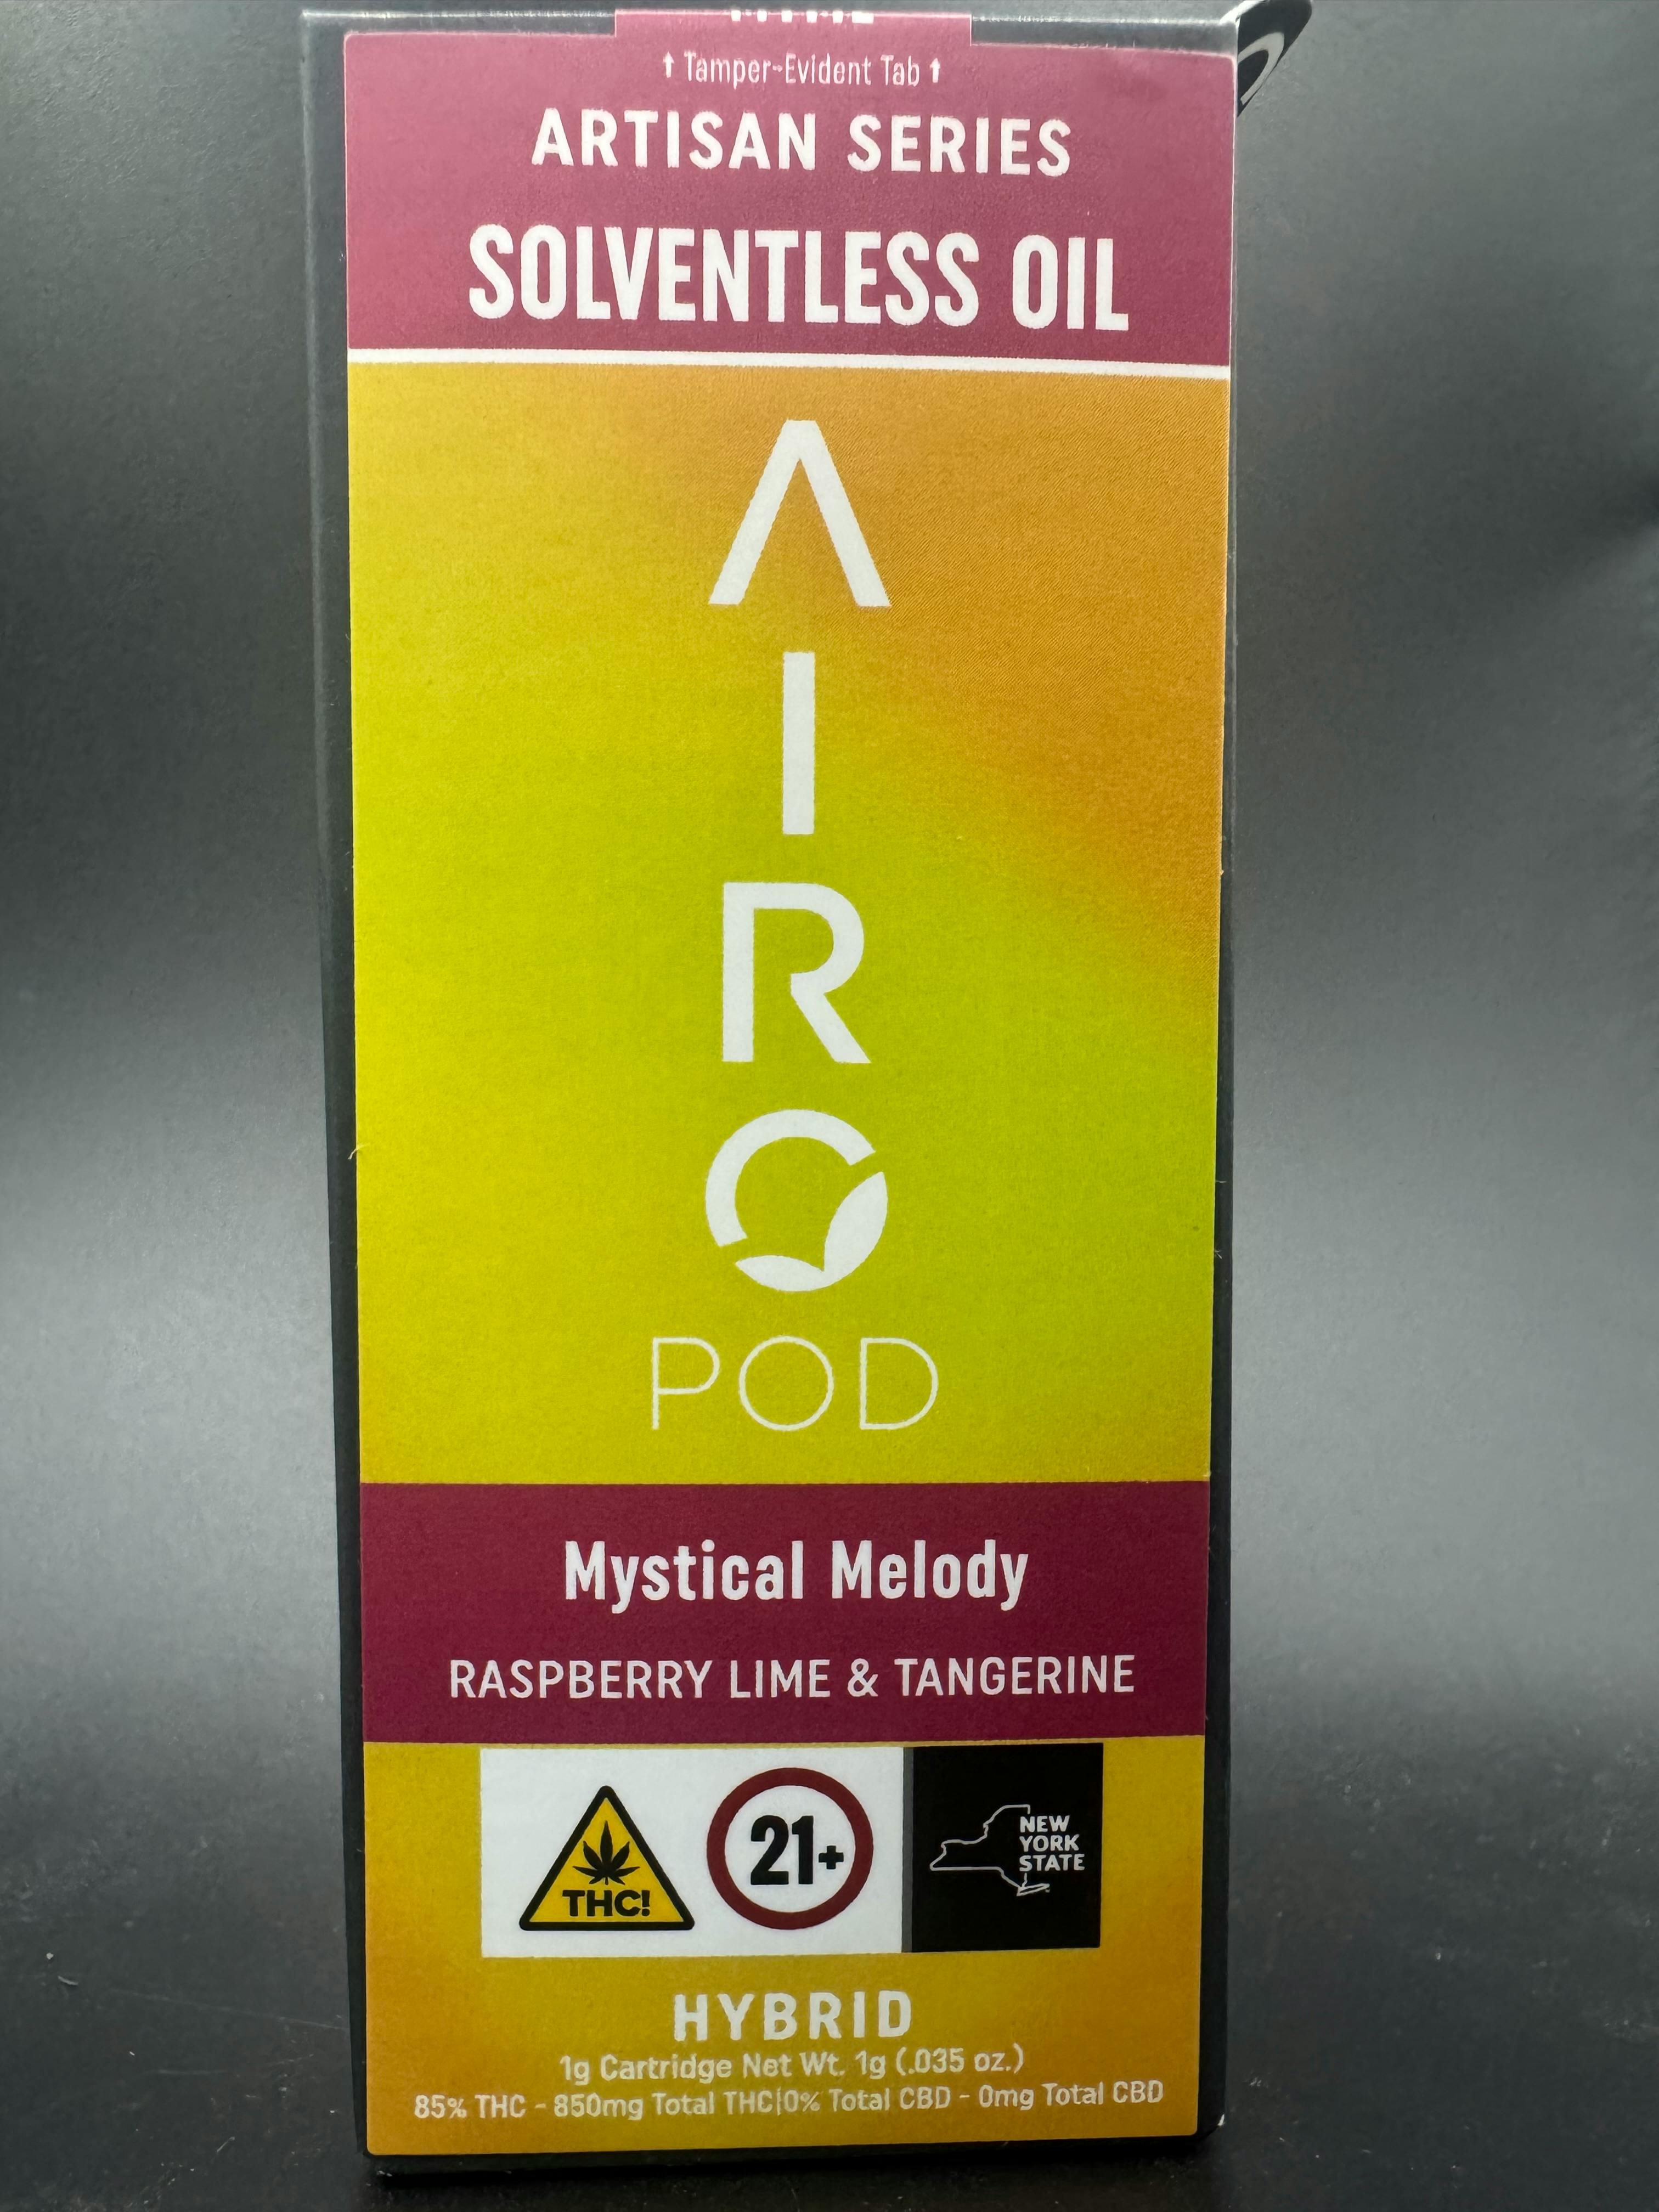 ↑ Tamper-Evident Tab ↑
ARTISAN SERIES
SOLVENTLESS OIL
AIRO
POD
Mystical Melody
RASPBERRY LIME & TANGERINE
THC!
21+
NEW
YORK
STATE
HYBRID
1g Cartridge Net Wt. 1g (.035 oz.)
85% THC - 850mg Total THC|0% Total CBD - 0mg Total CBD